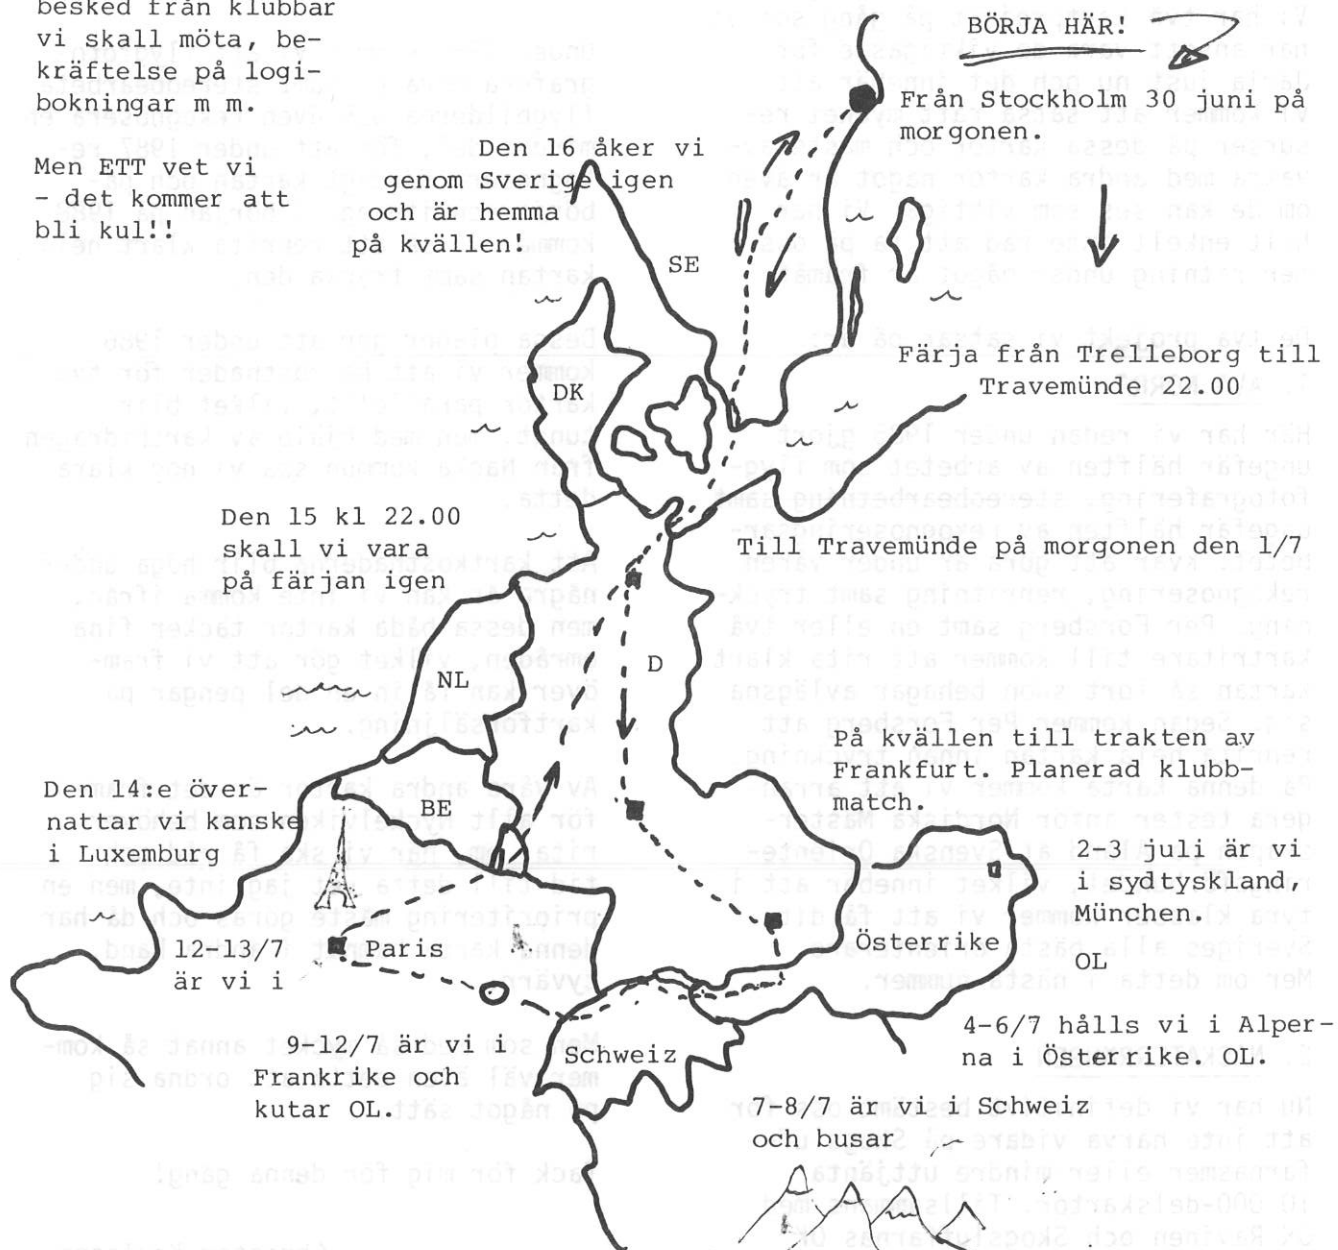 besked från klubbar
vi skall möta, be-
kräftelse på logi-
bokningar m m.
Men ETT vet vi
- det kommer att
bli kul!!
BÖRJA HÄR!
Från Stockholm 30 juni på
morgonen.
Den 16 åker vi
genom Sverige igen
och är hemma
på kvällen!
SE
DK
Färja från Trelleborg till
Travemünde 22.00
Den 15 kl 22.00
skall vi vara
på färjan igen
Till Travemünde på morgonen den 1/7
NL
D
På kvällen till trakten av
Frankfurt. Planerad klubb-
match.
Den 14:e över-
nattar vi kanske
i Luxemburg
BE
2-3 juli är vi
i sydtyskland,
München.
OL
Österrike
12-13/7
är vi i
Paris
4-6/7 hålls vi i Alper-
na i Österrike. OL.
9-12/7 är vi i
Frankrike och
kutar OL.
Schweiz
7-8/7 är vi i Schweiz
och busar